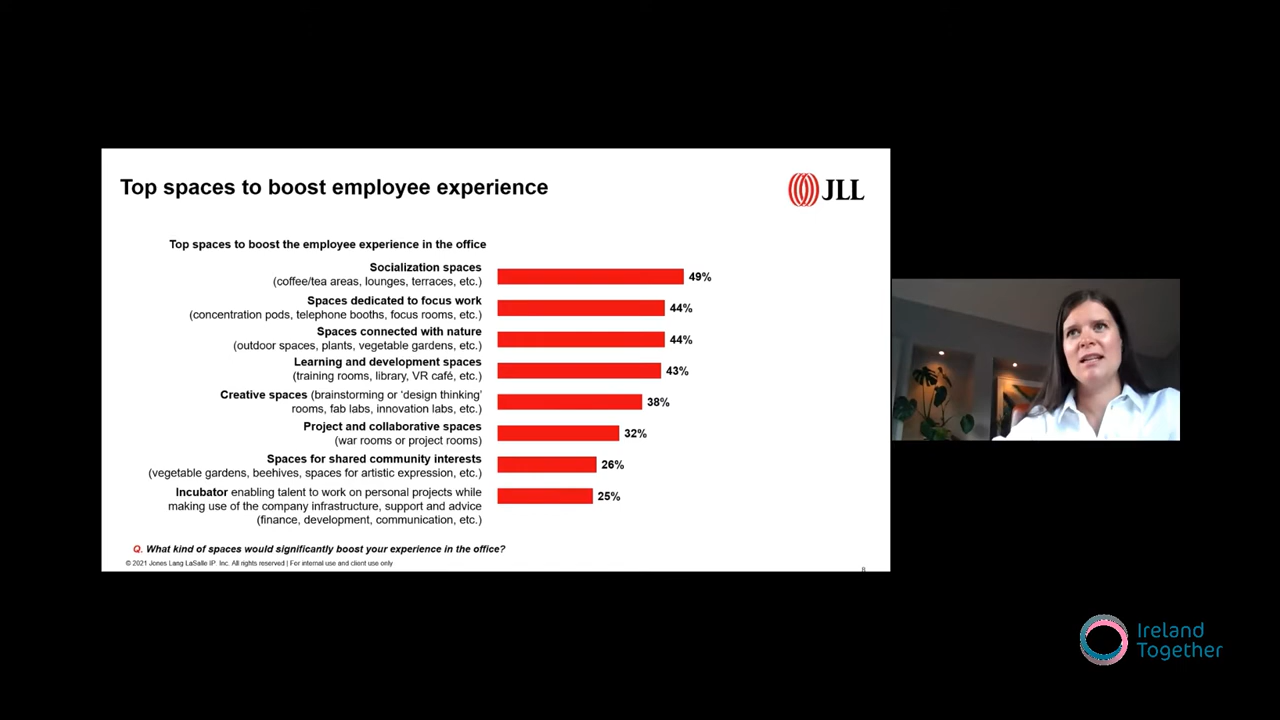 Top spaces to boost employee experience
JLL
Top spaces to boost the employee experience in the office
Socialization spaces
(coffee/tea areas, lounges, terraces, etc.)
49%
Spaces dedicated to focus work
(concentration pods, telephone booths, focus rooms, etc.)
44%
Spaces connected with nature
(outdoor spaces, plants, vegetable gardens, etc.)
44%
Learning and development spaces
(training rooms, library, VR café, etc.)
43%
Creative spaces (brainstorming or ‘design thinking’
rooms, fab labs, innovation labs, etc.)
38%
Project and collaborative spaces
(war rooms or project rooms)
32%
Spaces for shared community interests
(vegetable gardens, beehives, spaces for artistic expression, etc.)
26%
Incubator enabling talent to work on personal projects while
making use of the company infrastructure, support and advice
(finance, development, communication, etc.)
25%
Q. What kind of spaces would significantly boost your experience in the office?
© 2021 Jones Lang LaSalle IP. Inc. All rights reserved | For internal use and client use only
8
Ireland
Together